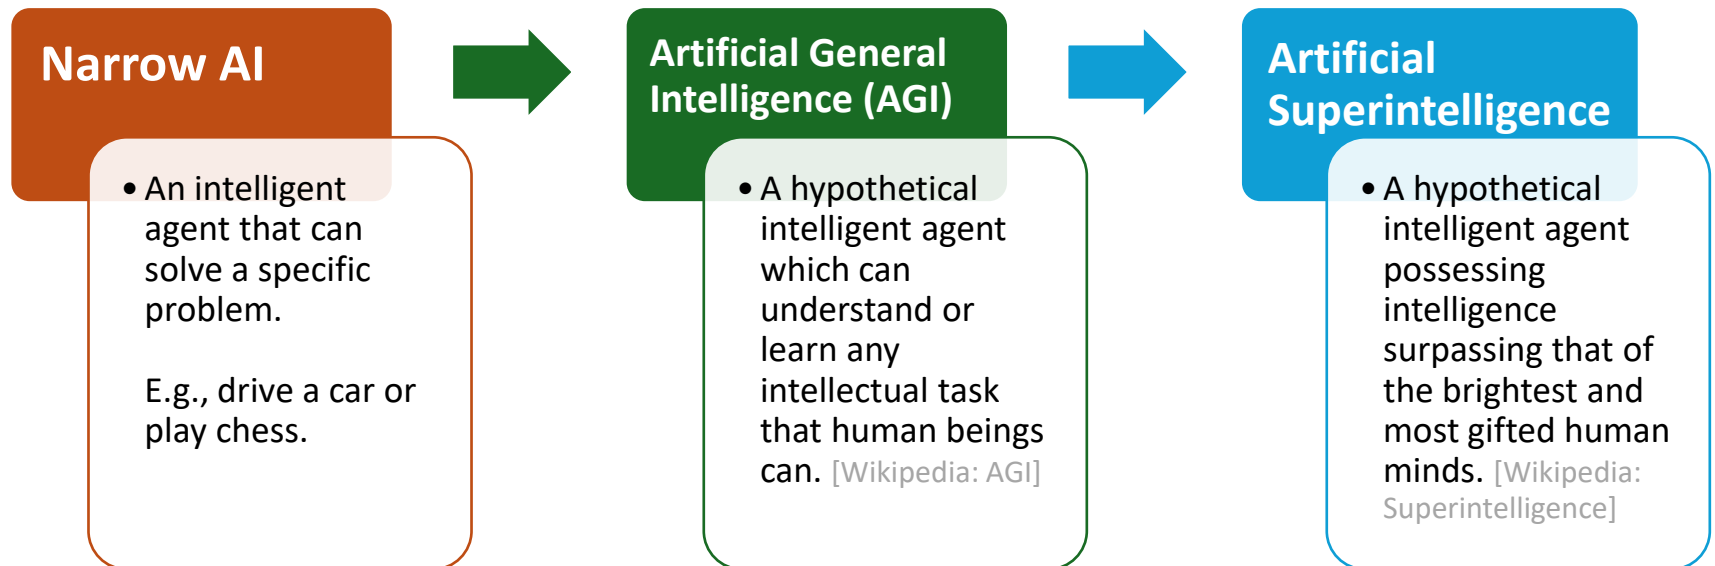 Narrow AI
• An intelligent
agent that can
solve a specific
problem.
E.g., drive a car or
play chess.
Artificial General
Intelligence (AGI)
• A hypothetical
intelligent agent
which can
understand or
learn any
intellectual task
that human beings
can. [Wikipedia: AGI]
Artificial
Superintelligence
• A hypothetical
intelligent agent
possessing
intelligence
surpassing that of
the brightest and
most gifted human
minds. [Wikipedia:
Superintelligence]